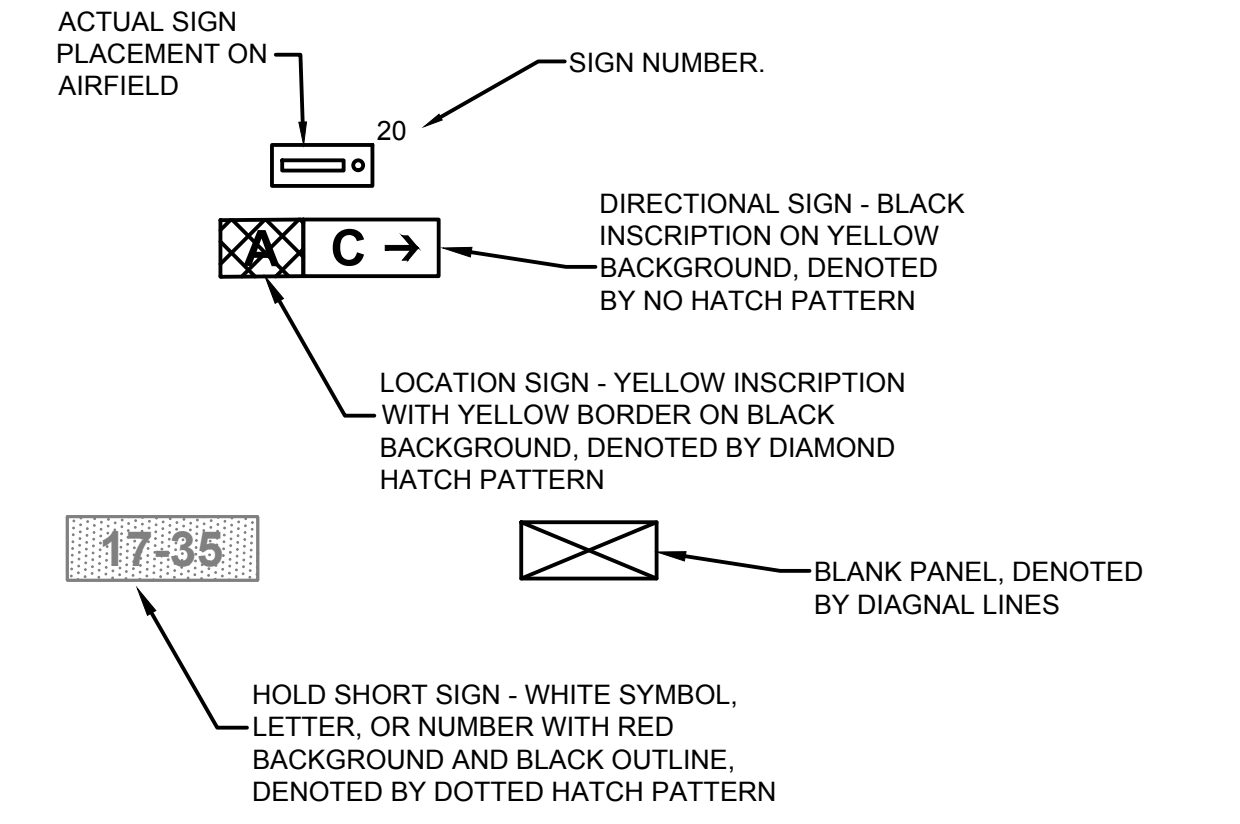 ACTUAL SIGN
PLACEMENT ON
AIRFIELD
SIGN NUMBER.
20
A C →
DIRECTIONAL SIGN - BLACK
INSCRIPTION ON YELLOW
BACKGROUND, DENOTED
BY NO HATCH PATTERN
LOCATION SIGN - YELLOW INSCRIPTION
WITH YELLOW BORDER ON BLACK
BACKGROUND, DENOTED BY DIAMOND
HATCH PATTERN
17-35
BLANK PANEL, DENOTED
BY DIAGNAL LINES
HOLD SHORT SIGN - WHITE SYMBOL,
LETTER, OR NUMBER WITH RED
BACKGROUND AND BLACK OUTLINE,
DENOTED BY DOTTED HATCH PATTERN